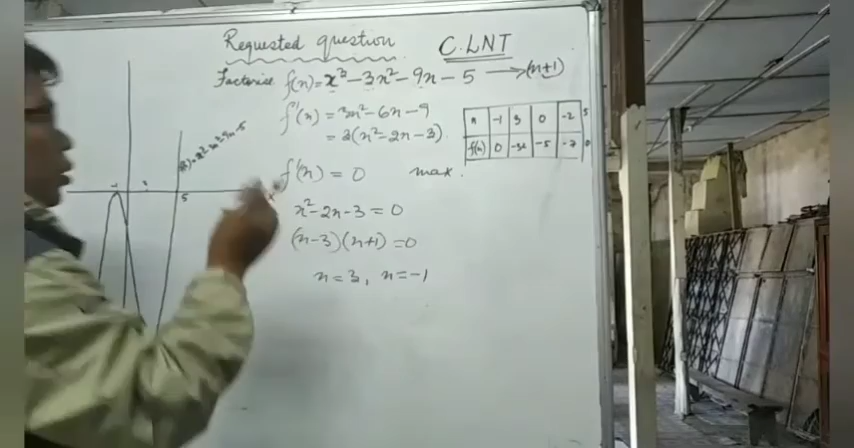 Requested question C.LNT
Factorise f(x)=x³-3x²-9x-5 → (x+1)
f'(x) = 3x²-6x-9
= 3(x²-2x-3)
f'(x) = 0 max.
x²-2x-3 = 0
(x-3)(x+1) = 0
x = 3, x = -1
x -1 3 0 -2 5
f(x) 0 -32 -5 -7 0
5